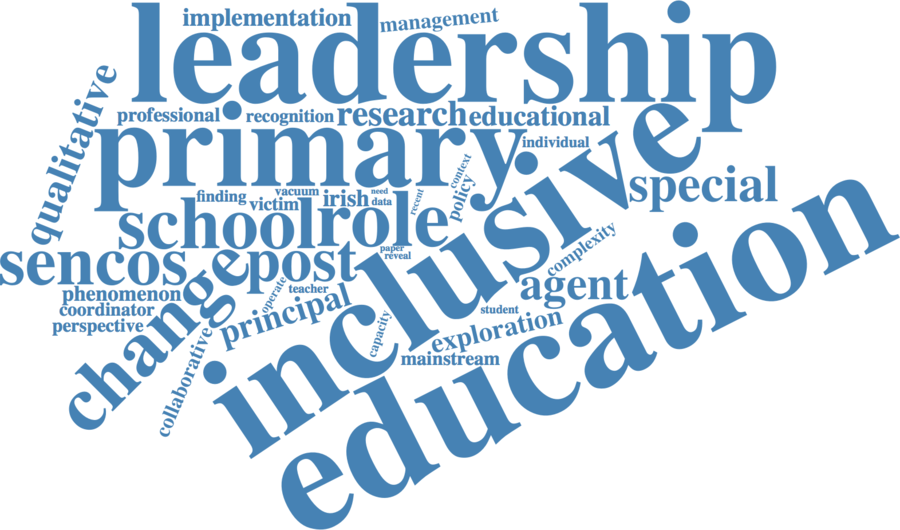 implementation
management
leadership
professional
recognition
research
educational
qualitative
primary
individual
context
policy
recent
finding
vacuum
victim
irish
need
data
special
school
role
inclusive
paper
reveal
sencos
change
post
complexity
agent
phenomenon
coordinator
perspective
operate
teacher
principal
student
capacity
exploration
mainstream
collaborative
education